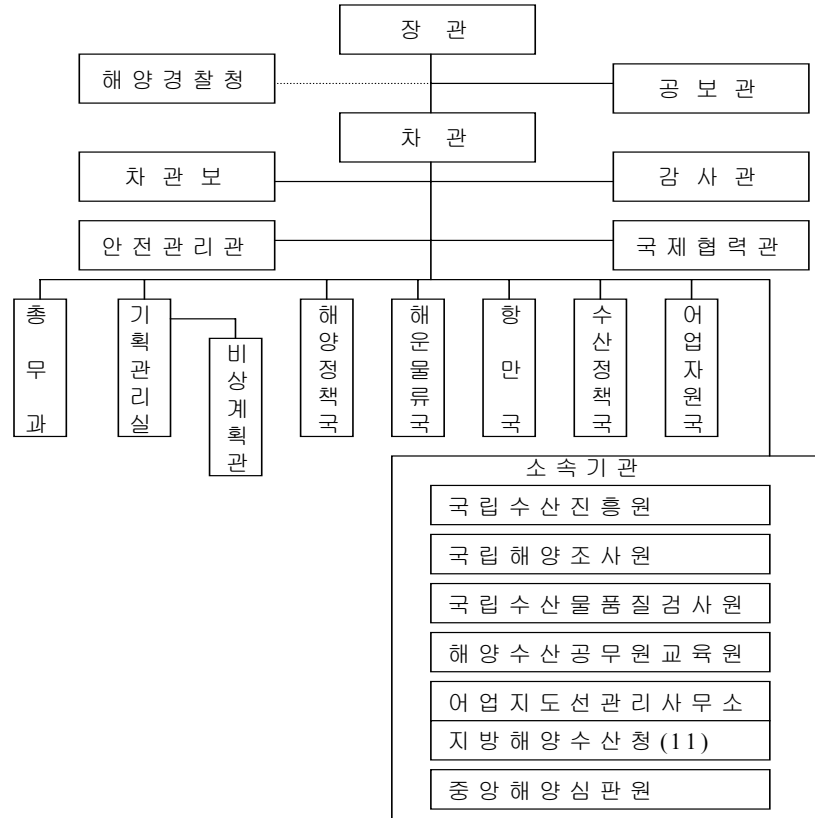 장 관
해 양 경 찰 청
공 보 관
차 관
차 관 보
감 사 관
안 전 관 리 관
국 제 협 력 관
총 무 과
기 획 관 리 실
비 상 계 획 관
해 양 정 책 국
해 운 물 류 국
항 만 국
수 산 정 책 국
어 업 자 원 국
소 속 기 관
국 립 수 산 진 흥 원
국 립 해 양 조 사 원
국 립 수 산 물 품 질 검 사 원
해 양 수 산 공 무 원 교 육 원
어 업 지 도 선 관 리 사 무 소
지 방 해 양 수 산 청 (11)
중 앙 해 양 심 판 원